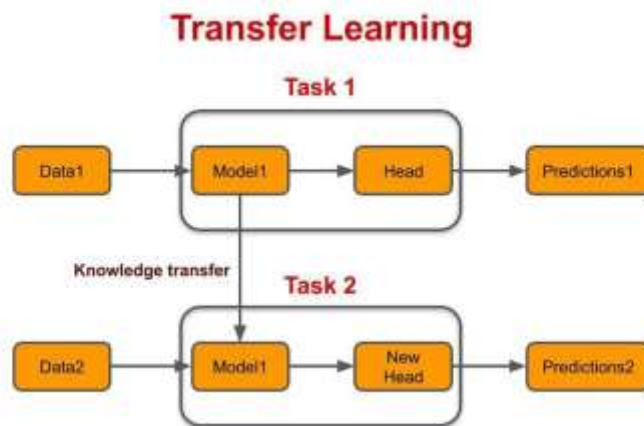 Transfer Learning
Task 1
Data1
Model1
Head
Predictions1
Knowledge transfer
Task 2
Data2
Model1
New
Head
Predictions2